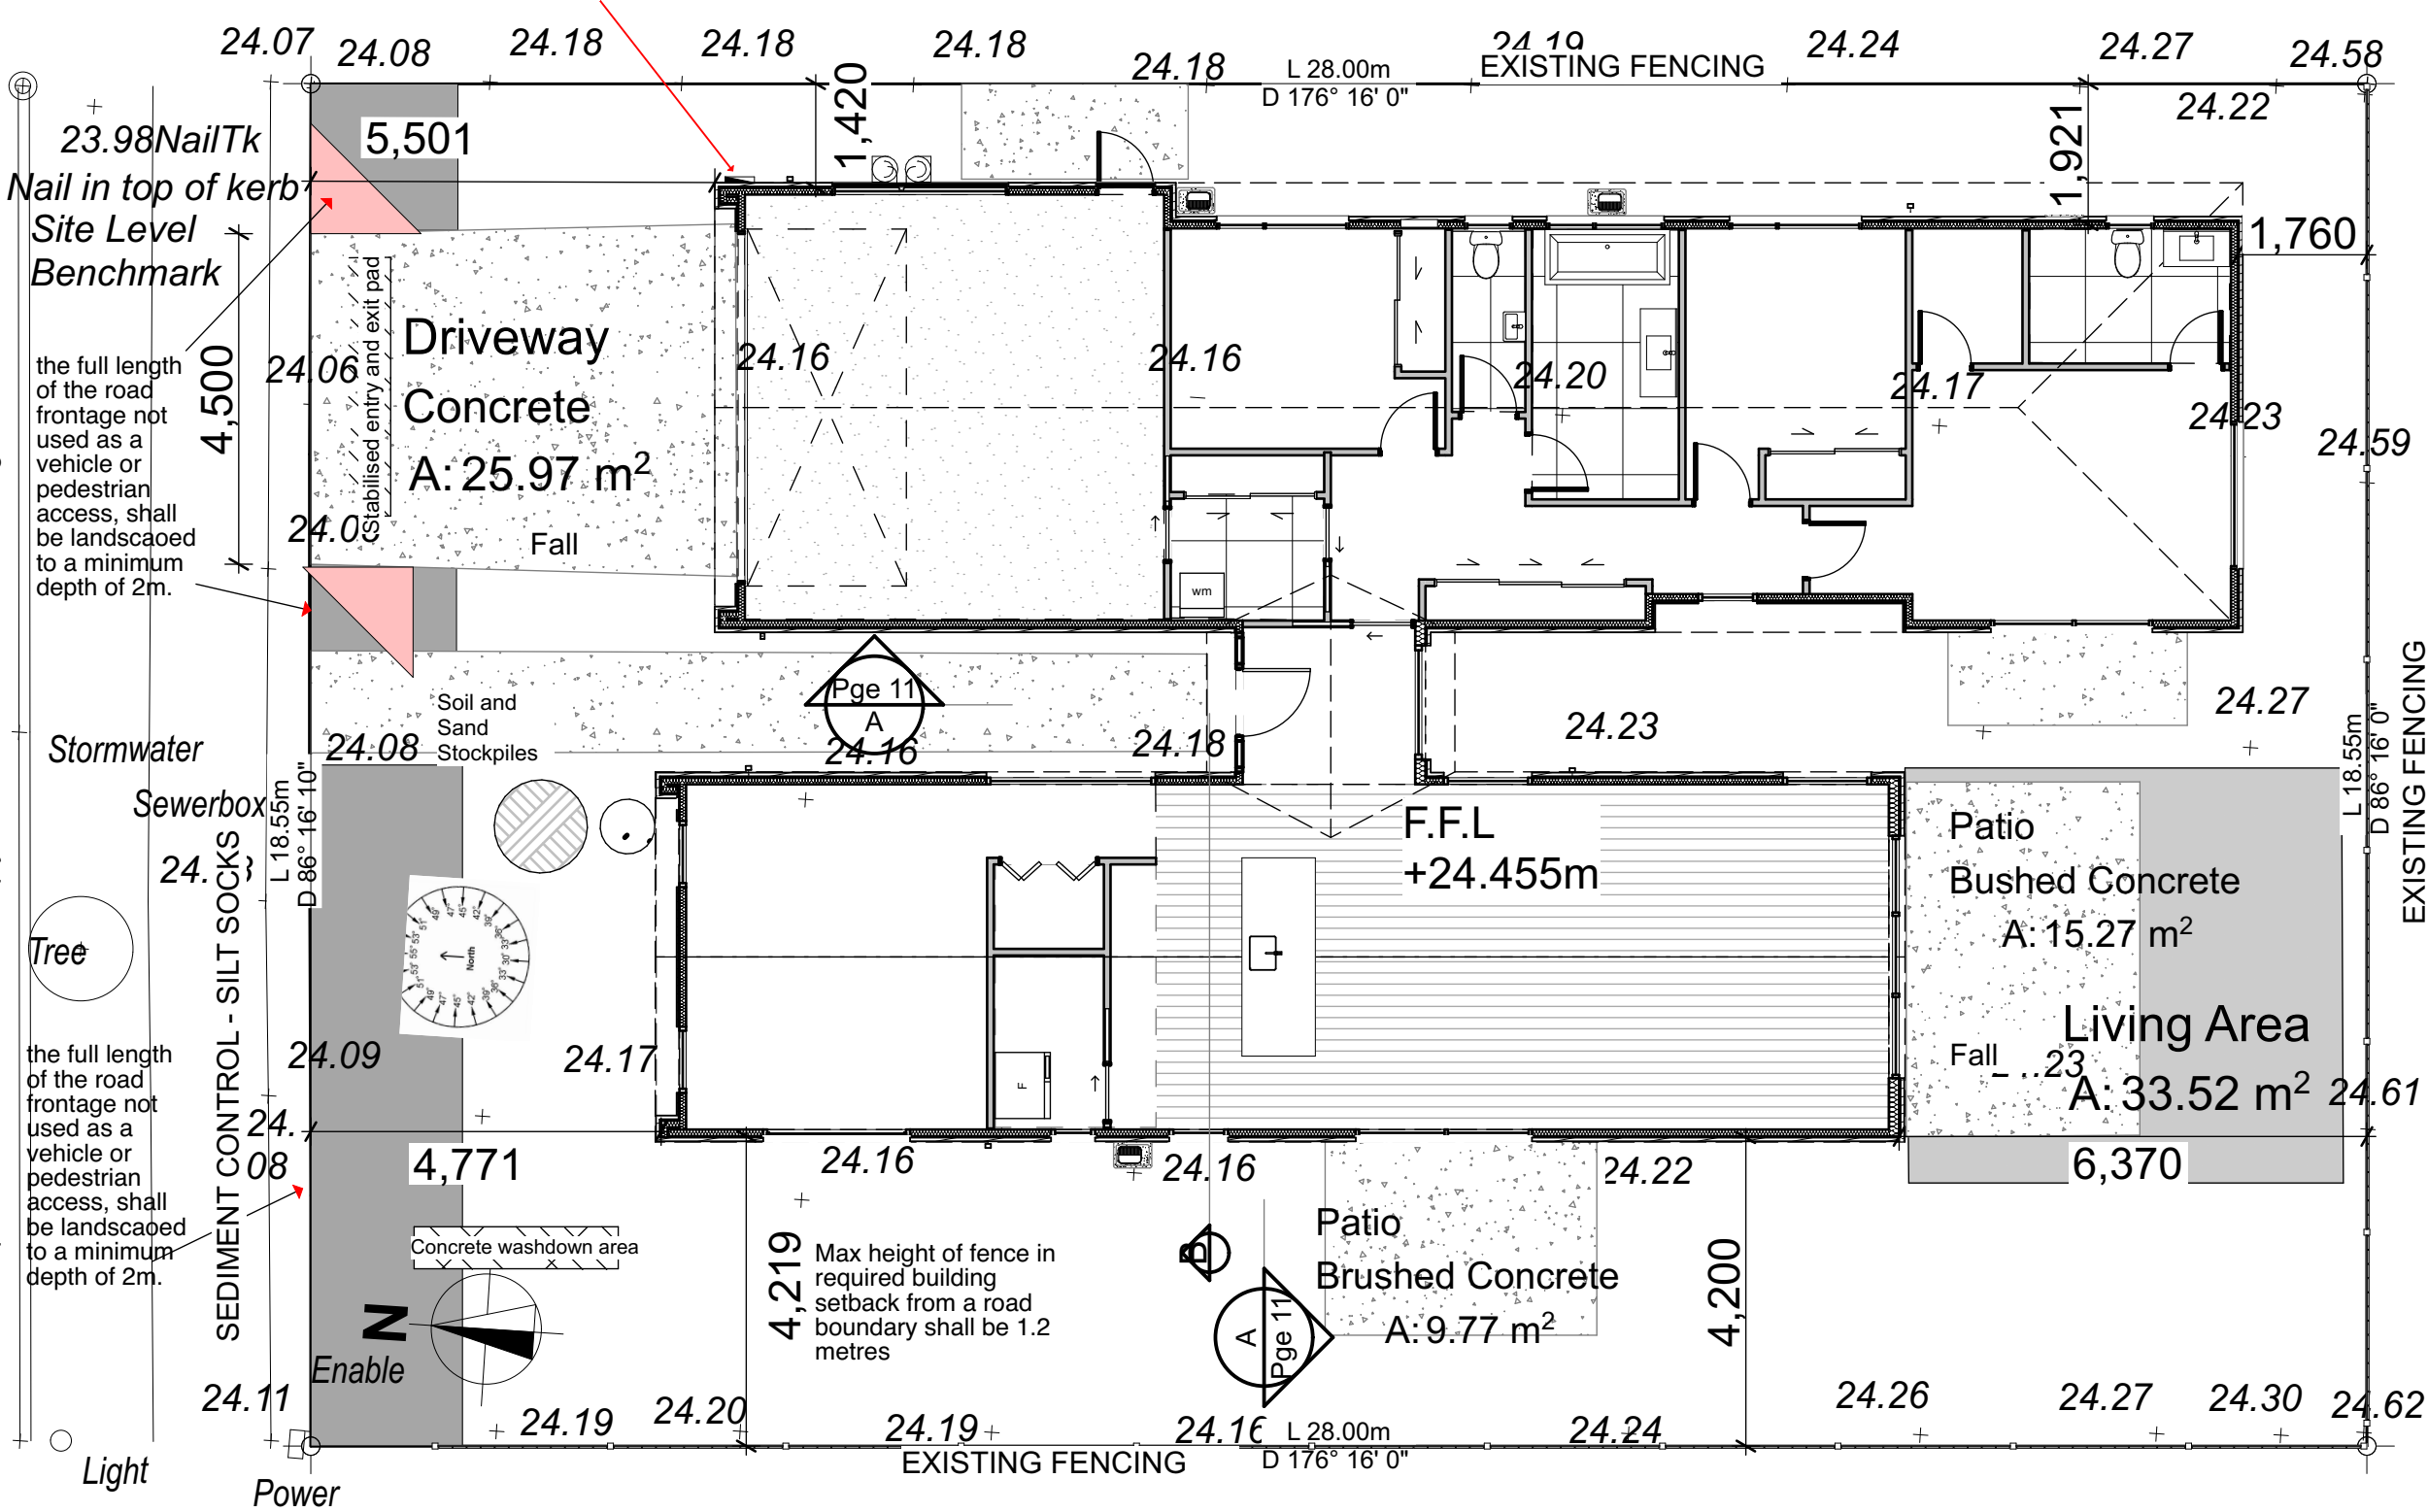 24.07
24.08
24.18
24.18
24.18
24.18
24.19
24.24
24.27
24.58
EXISTING FENCING
L 28.00m
D 176° 16' 0"
24.22
23.98NailTk
Nail in top of kerb
Site Level
Benchmark
5,501
1,420
1,921
1,760
4,500
the full length
of the road
frontage not
used as a
vehicle or
pedestrian
access, shall
be landscaoed
to a minimum
depth of 2m.
24.06
Stabilised entry and exit pad
Driveway
Concrete
A: 25.97 m²
Fall
24.16
24.16
24.20
24.17
24.23
24.59
wm
Pge 11
A
24.16
24.18
24.23
24.27
Soil and
Sand
Stockpiles
24.08
Stormwater
Sewerbox
L 18.55m
D 86° 16' 10"
SEDIMENT CONTROL - SILT SOCKS
Tree
North
F.F.L
+24.455m
F
Patio
Bushed Concrete
A: 15.27 m²
Fall
Living Area
A: 33.52 m²
24.61
L 18.55m
D 86° 16' 0"
EXISTING FENCING
24.09
24.17
24.
08
4,771
24.16
24.16
24.22
6,370
the full length
of the road
frontage not
used as a
vehicle or
pedestrian
access, shall
be landscaoed
to a minimum
depth of 2m.
Concrete washdown area
N
Enable
4,219
Max height of fence in
required building
setback from a road
boundary shall be 1.2
metres
B
A
Pge 11
Patio
Brushed Concrete
A: 9.77 m²
4,200
24.11
24.19
24.20
24.19
24.16
24.24
24.26
24.27
24.30
24.62
EXISTING FENCING
L 28.00m
D 176° 16' 0"
Light
Power